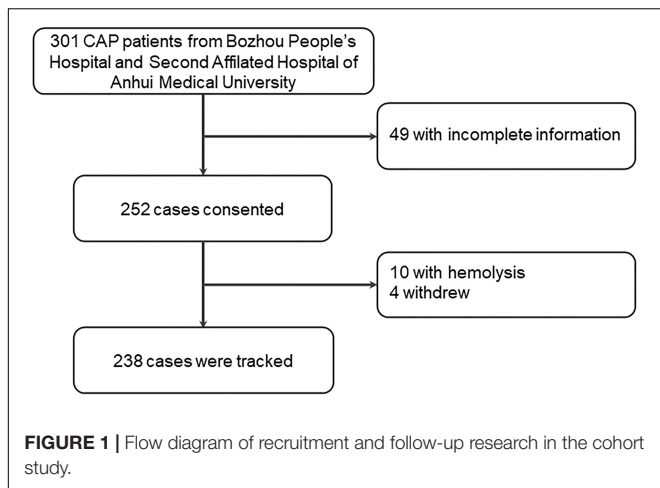 301 CAP patients from Bozhou People's
Hospital and Second Affilated Hospital of
Anhui Medical University
49 with incomplete information
252 cases consented
10 with hemolysis
4 withdrew
238 cases were tracked
FIGURE 1 | Flow diagram of recruitment and follow-up research in the cohort
study.